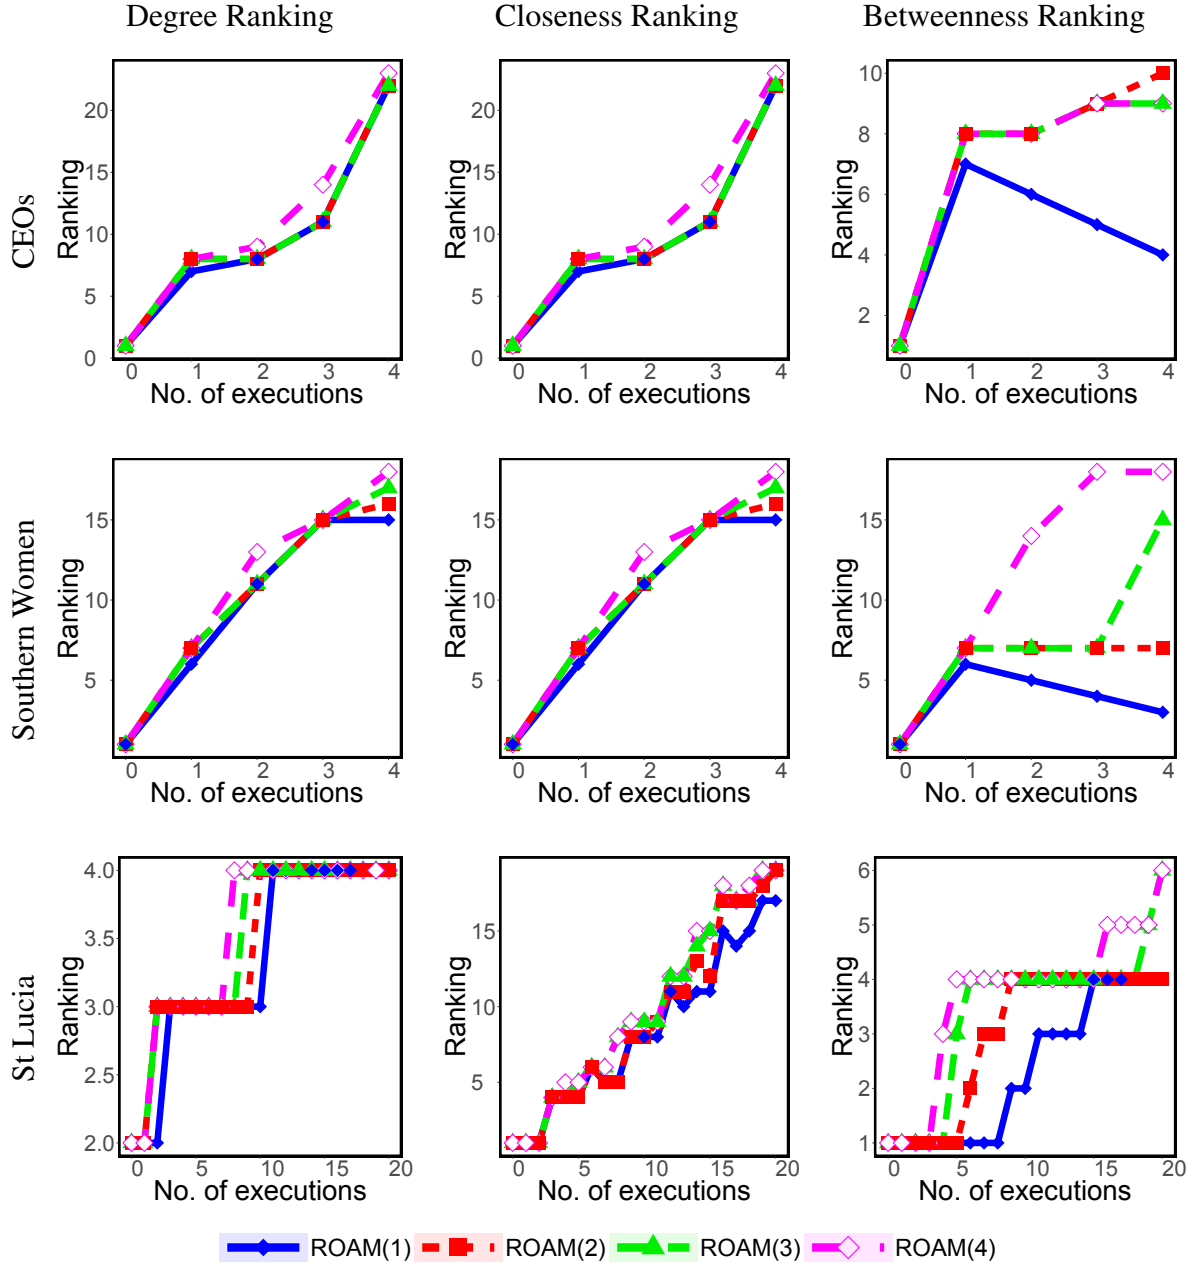 Degree Ranking Closeness Ranking Betweenness Ranking
CEOs
Ranking
20
15
10
5
0
0 1 2 3 4
No. of executions
Ranking
20
15
10
5
0
0 1 2 3 4
No. of executions
Ranking
10
8
6
4
2
0 1 2 3 4
No. of executions
Southern Women
Ranking
15
10
5
0 1 2 3 4
No. of executions
Ranking
15
10
5
0 1 2 3 4
No. of executions
Ranking
15
10
5
0 1 2 3 4
No. of executions
St Lucia
Ranking
4.0
3.5
3.0
2.5
2.0
0 5 10 15 20
No. of executions
Ranking
15
10
5
0 5 10 15 20
No. of executions
Ranking
6
5
4
3
2
1
0 5 10 15 20
No. of executions
ROAM(1) ROAM(2) ROAM(3) ROAM(4)